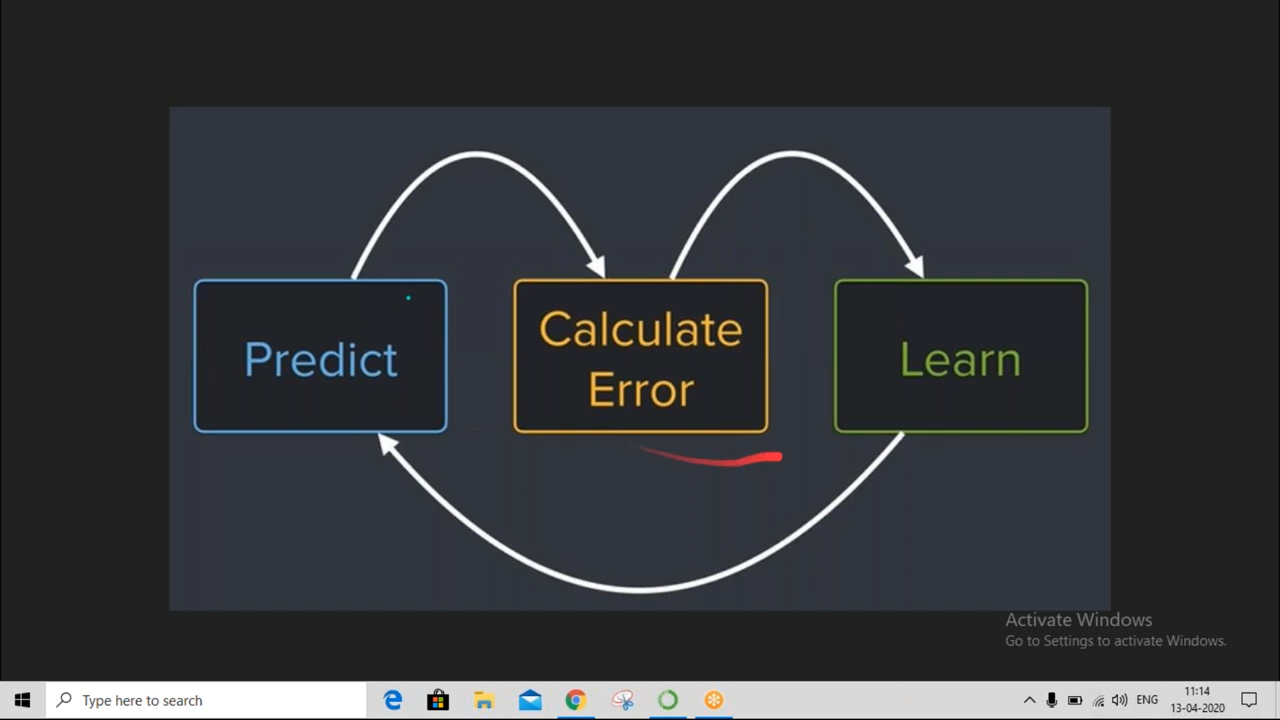 Predict
Calculate
Error
Learn
Activate Windows
Go to Settings to activate Windows.
Type here to search
ENG
11:14
13-04-2020